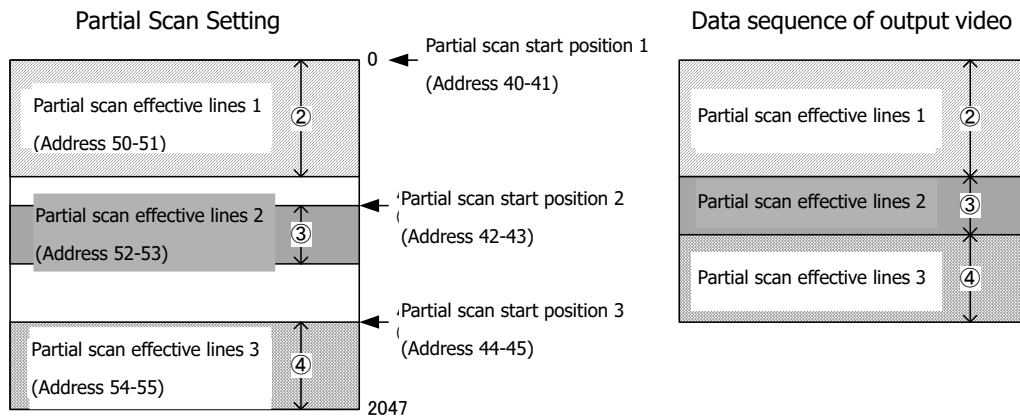 Partial Scan Setting
0
Partial scan start position 1
(Address 40-41)
Partial scan effective lines 1
(Address 50-51)
②
Partial scan effective lines 2
(Address 52-53)
③
Partial scan start position 2
(Address 42-43)
Partial scan start position 3
(Address 44-45)
Partial scan effective lines 3
(Address 54-55)
④
2047
Data sequence of output video
Partial scan effective lines 1
②
Partial scan effective lines 2
③
Partial scan effective lines 3
④